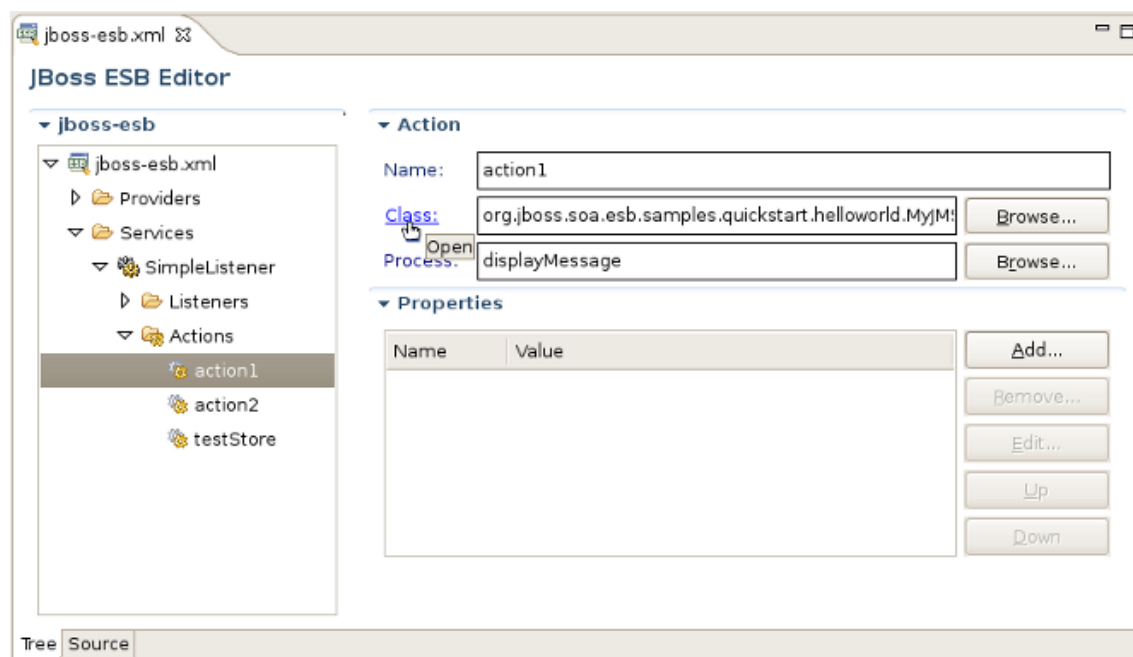 jboss-esb.xml
JBoss ESB Editor
jboss-esb
jboss-esb.xml
Providers
Services
SimpleListener
Listeners
Actions
action1
action2
testStore
Action
Name: action1
Class: org.jboss.soa.esb.samples.quickstart.helloworld.MyJMS Browse...
Open
Process: displayMessage Browse...
Properties
Name Value
Add...
Remove...
Edit...
Up
Down
Tree Source